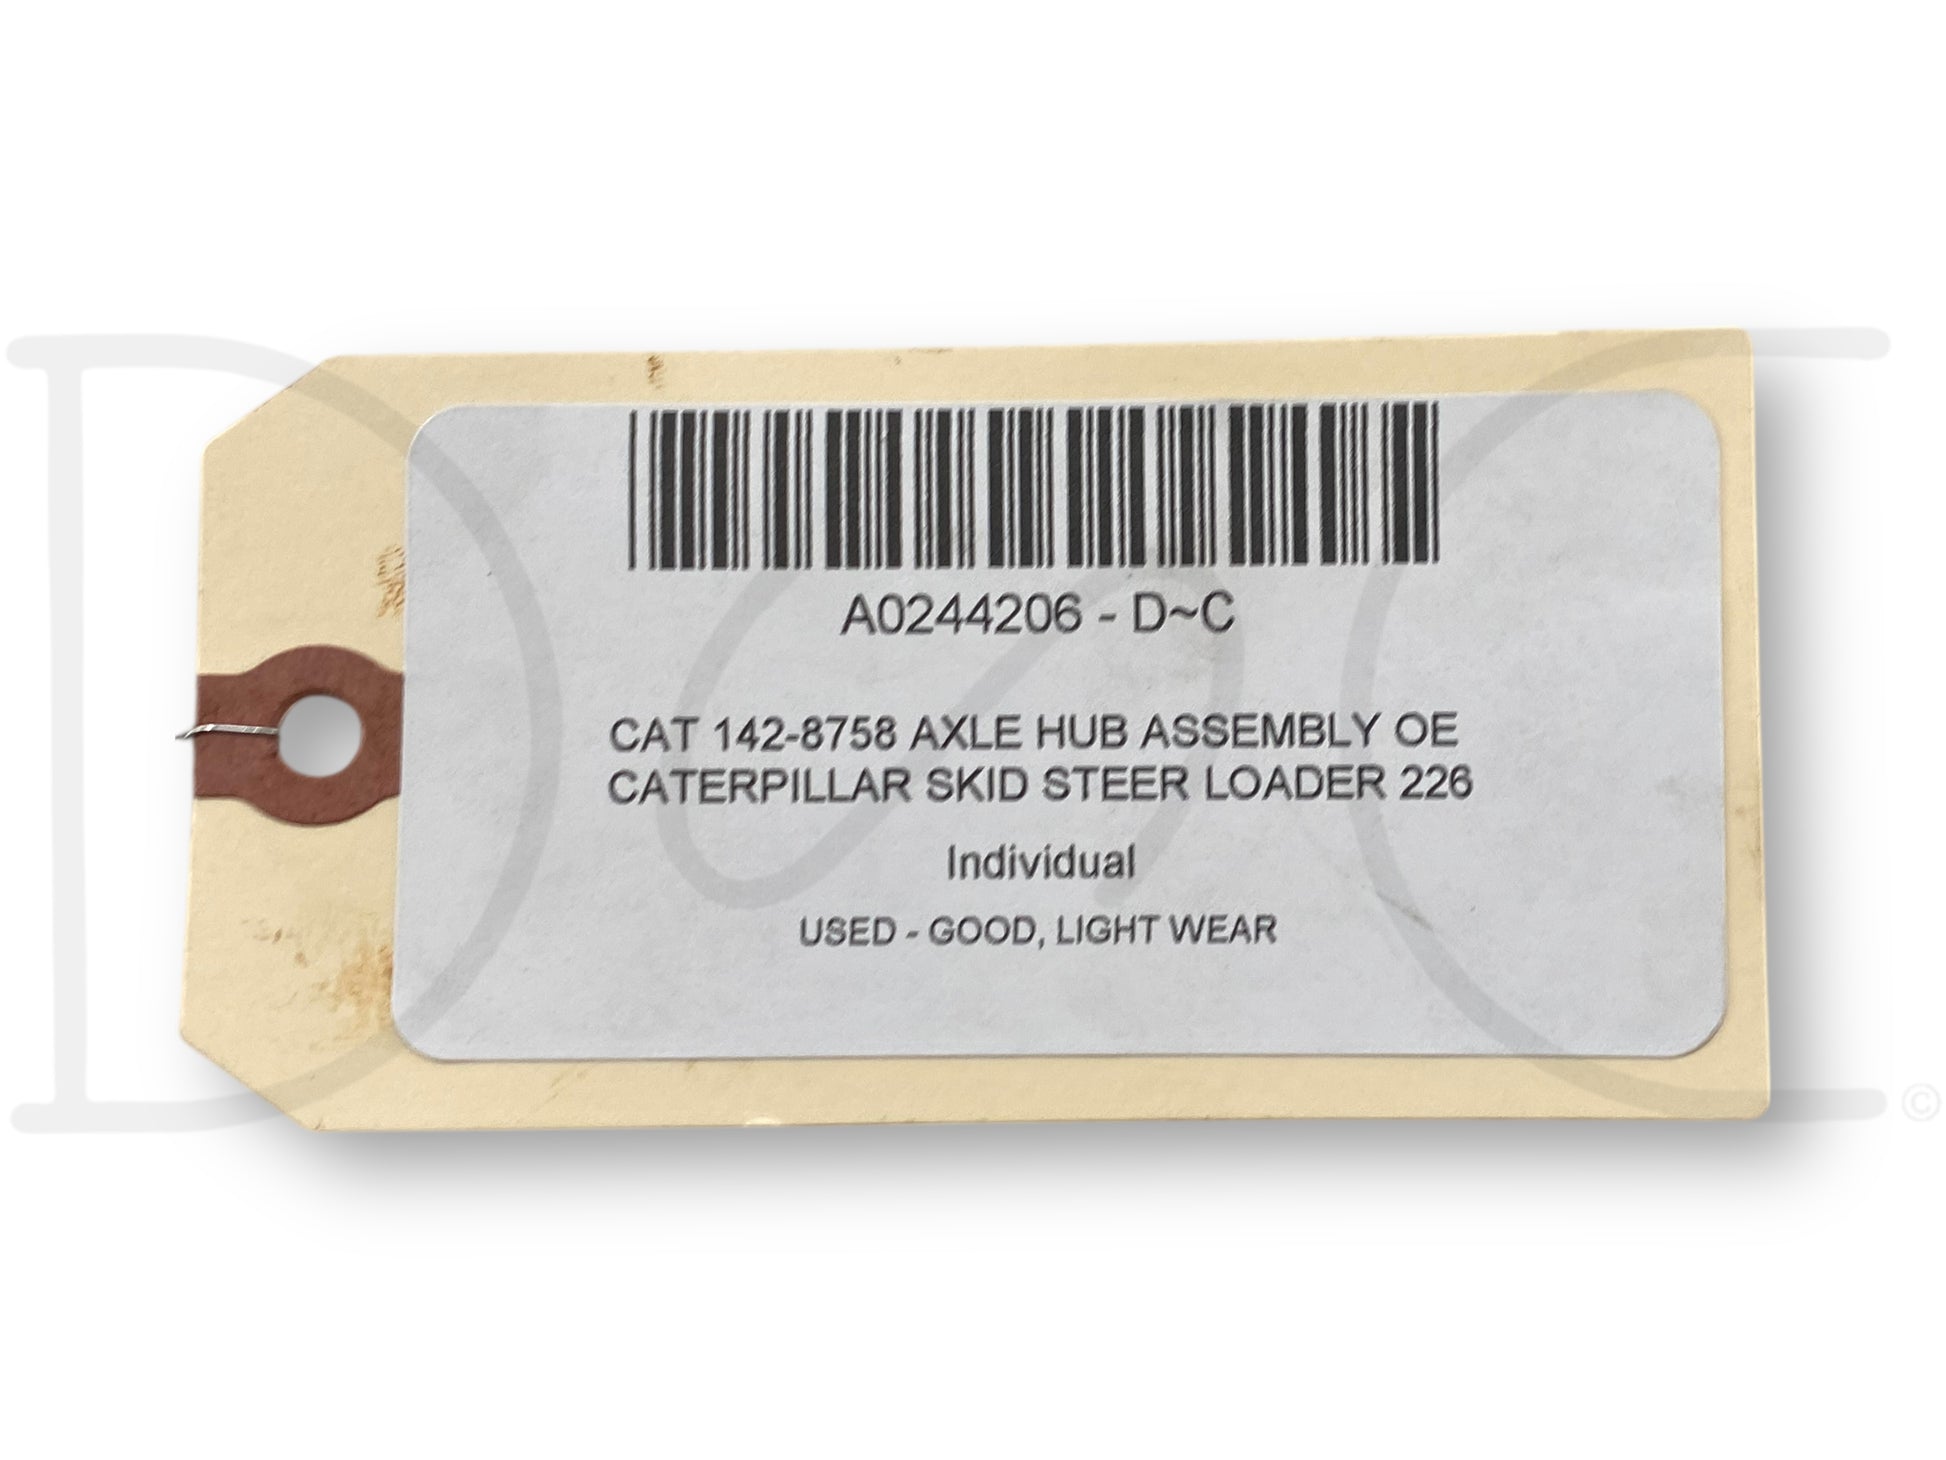 A0244206 - D~C
CAT 142-8758 AXLE HUB ASSEMBLY OE
CATERPILLAR SKID STEER LOADER 226
Individual
USED - GOOD, LIGHT WEAR
D~C ©